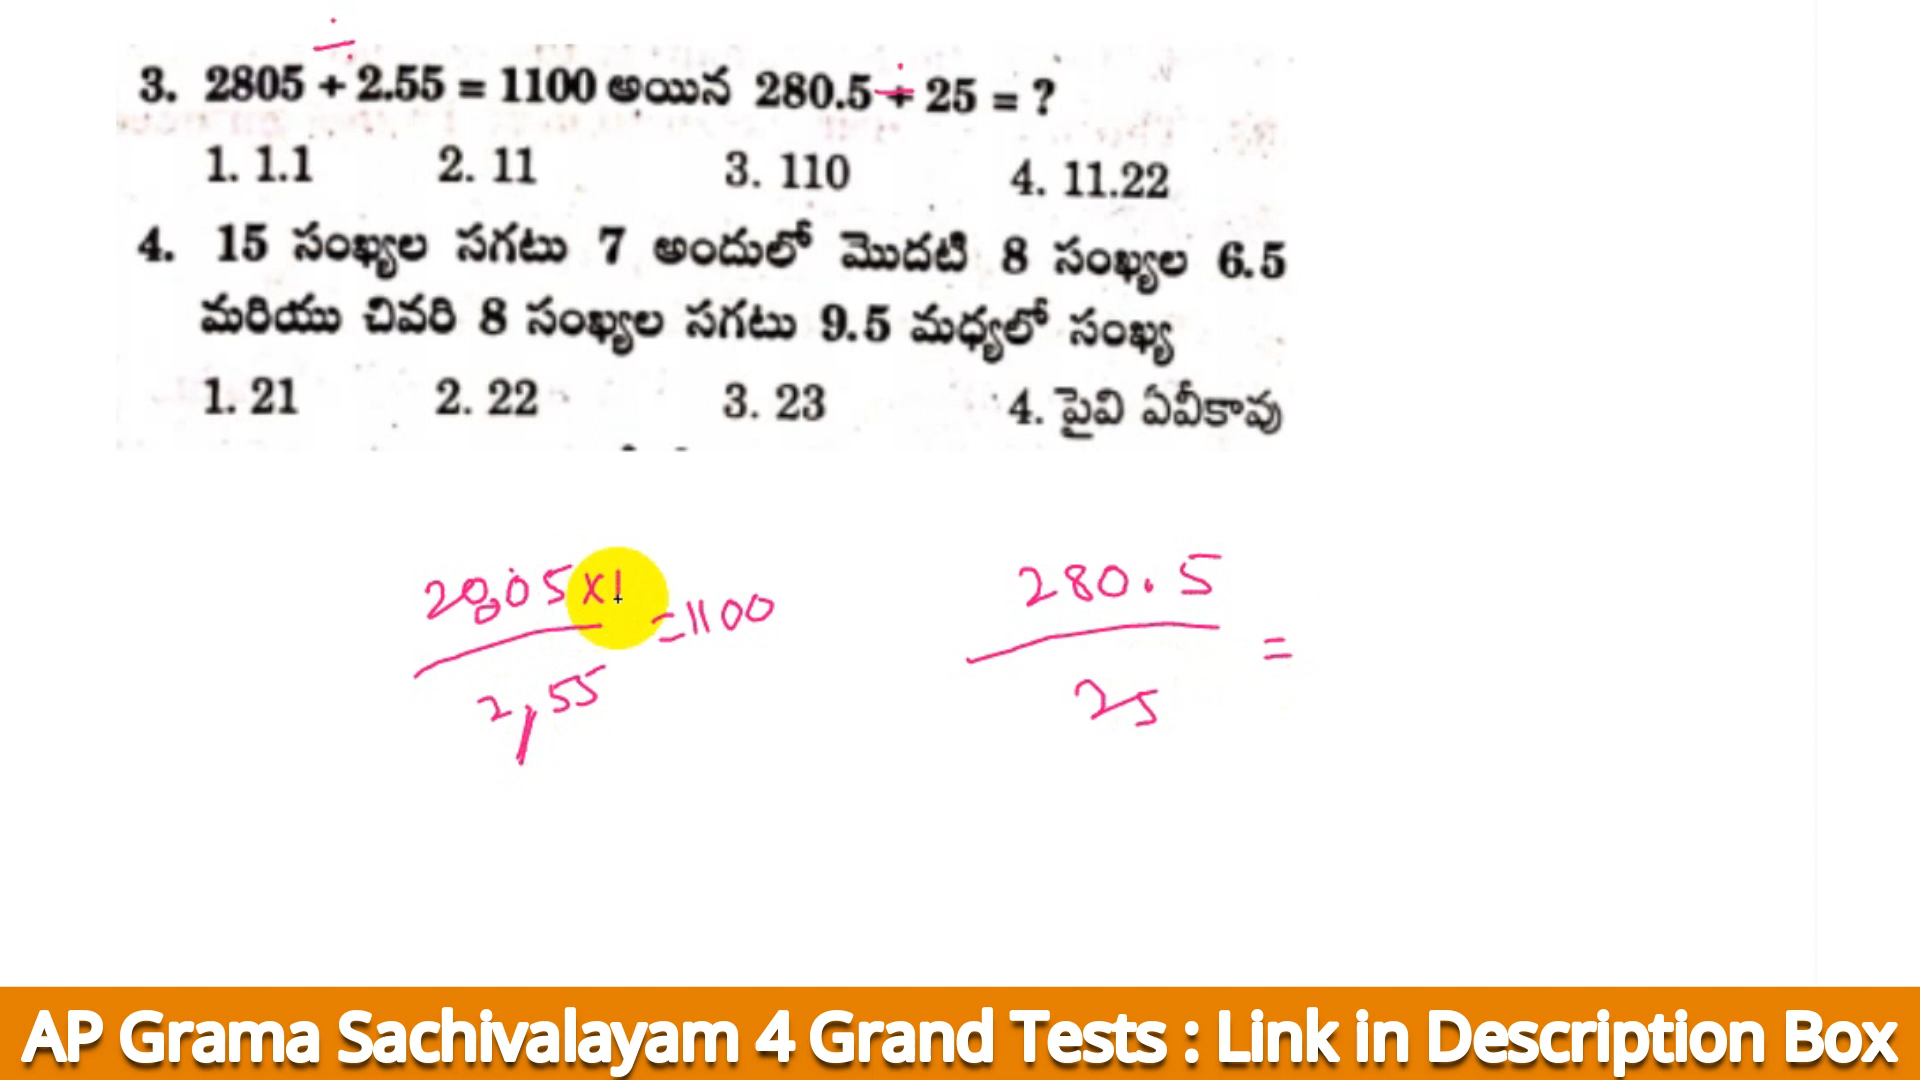 3. 2805 ÷ 2.55 = 1100 అయిన 280.5 ÷ 25 = ?
1. 1.1 2. 11 3. 110 4. 11.22
4. 15 సంఖ్యల సగటు 7 అందులో మొదటి 8 సంఖ్యల 6.5
మరియు చివరి 8 సంఖ్యల సగటు 9.5 మధ్యలో సంఖ్య
1. 21 2. 22 3. 23 4. పైవి ఏవీకావు
2805 x1 = 1100 280.5 =
2.55 25
AP Grama Sachivalayam 4 Grand Tests : Link in Description Box